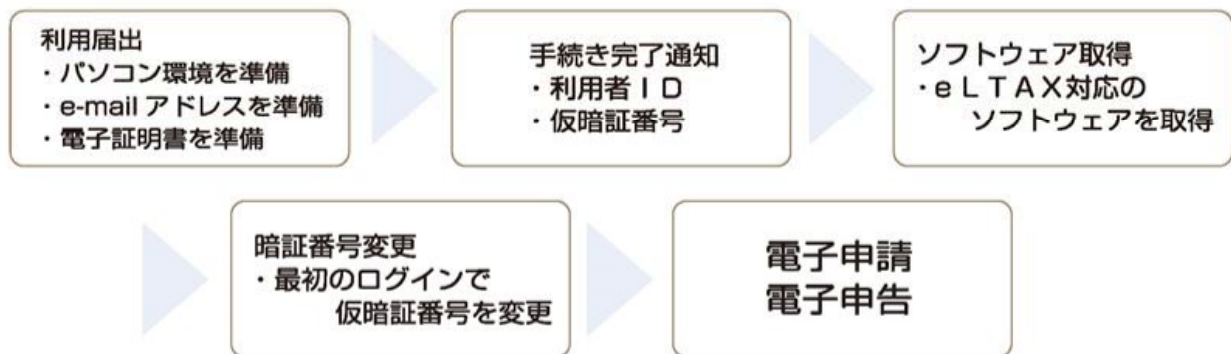 利用届出
・パソコン環境を準備
・e-mail アドレスを準備
・電子証明書を準備
手続き完了通知
・利用者ＩＤ
・仮暗証番号
ソフトウェア取得
・ｅＬＴＡＸ対応の
ソフトウェアを取得
暗証番号変更
・最初のログインで
仮暗証番号を変更
電子申請
電子申告